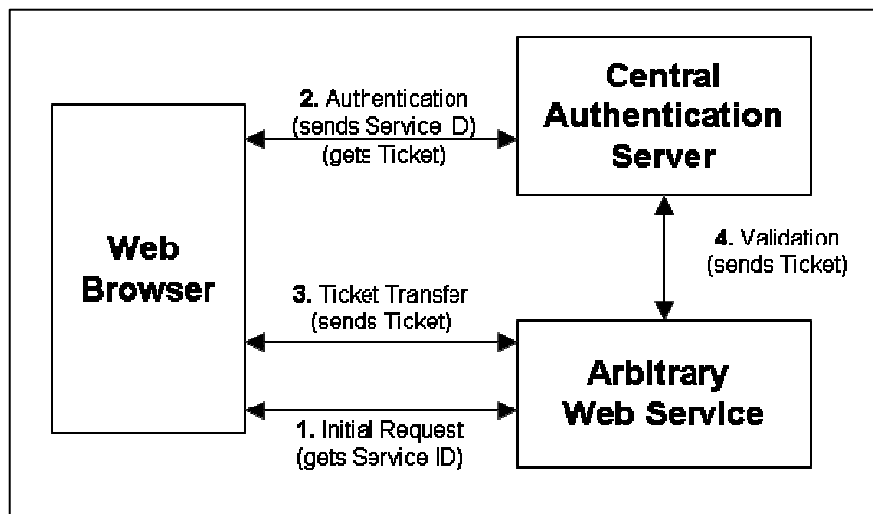 Central
Authentication
Server
2. Authentication
(sends Service ID)
(gets Ticket)
Web
Browser
4. Validation
(sends Ticket)
3. Ticket Transfer
(sends Ticket)
Arbitrary
Web Service
1. Initial Request
(gets Service ID)